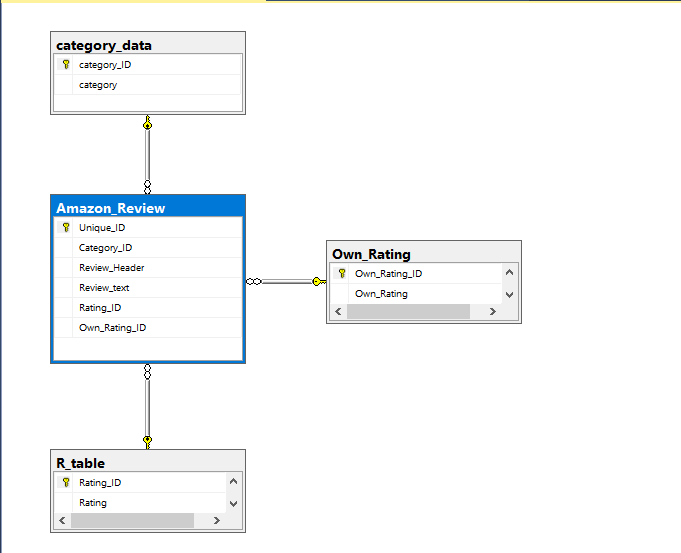 category_data
category_ID
category
Amazon_Review
Unique_ID
Category_ID
Review_Header
Review_text
Rating_ID
Own_Rating_ID
Own_Rating
Own_Rating_ID
Own_Rating
R_table
Rating_ID
Rating